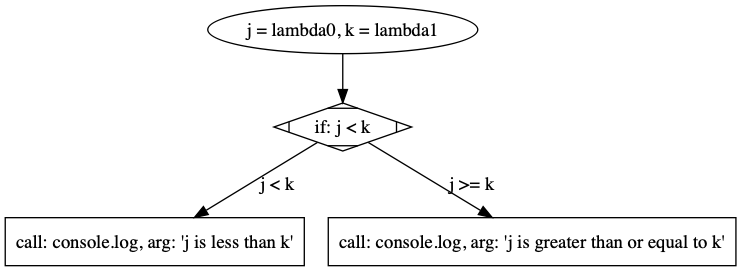 j = lambda0, k = lambda1
if: j < k
j < k
j >= k
call: console.log, arg: 'j is less than k'
call: console.log, arg: 'j is greater than or equal to k'